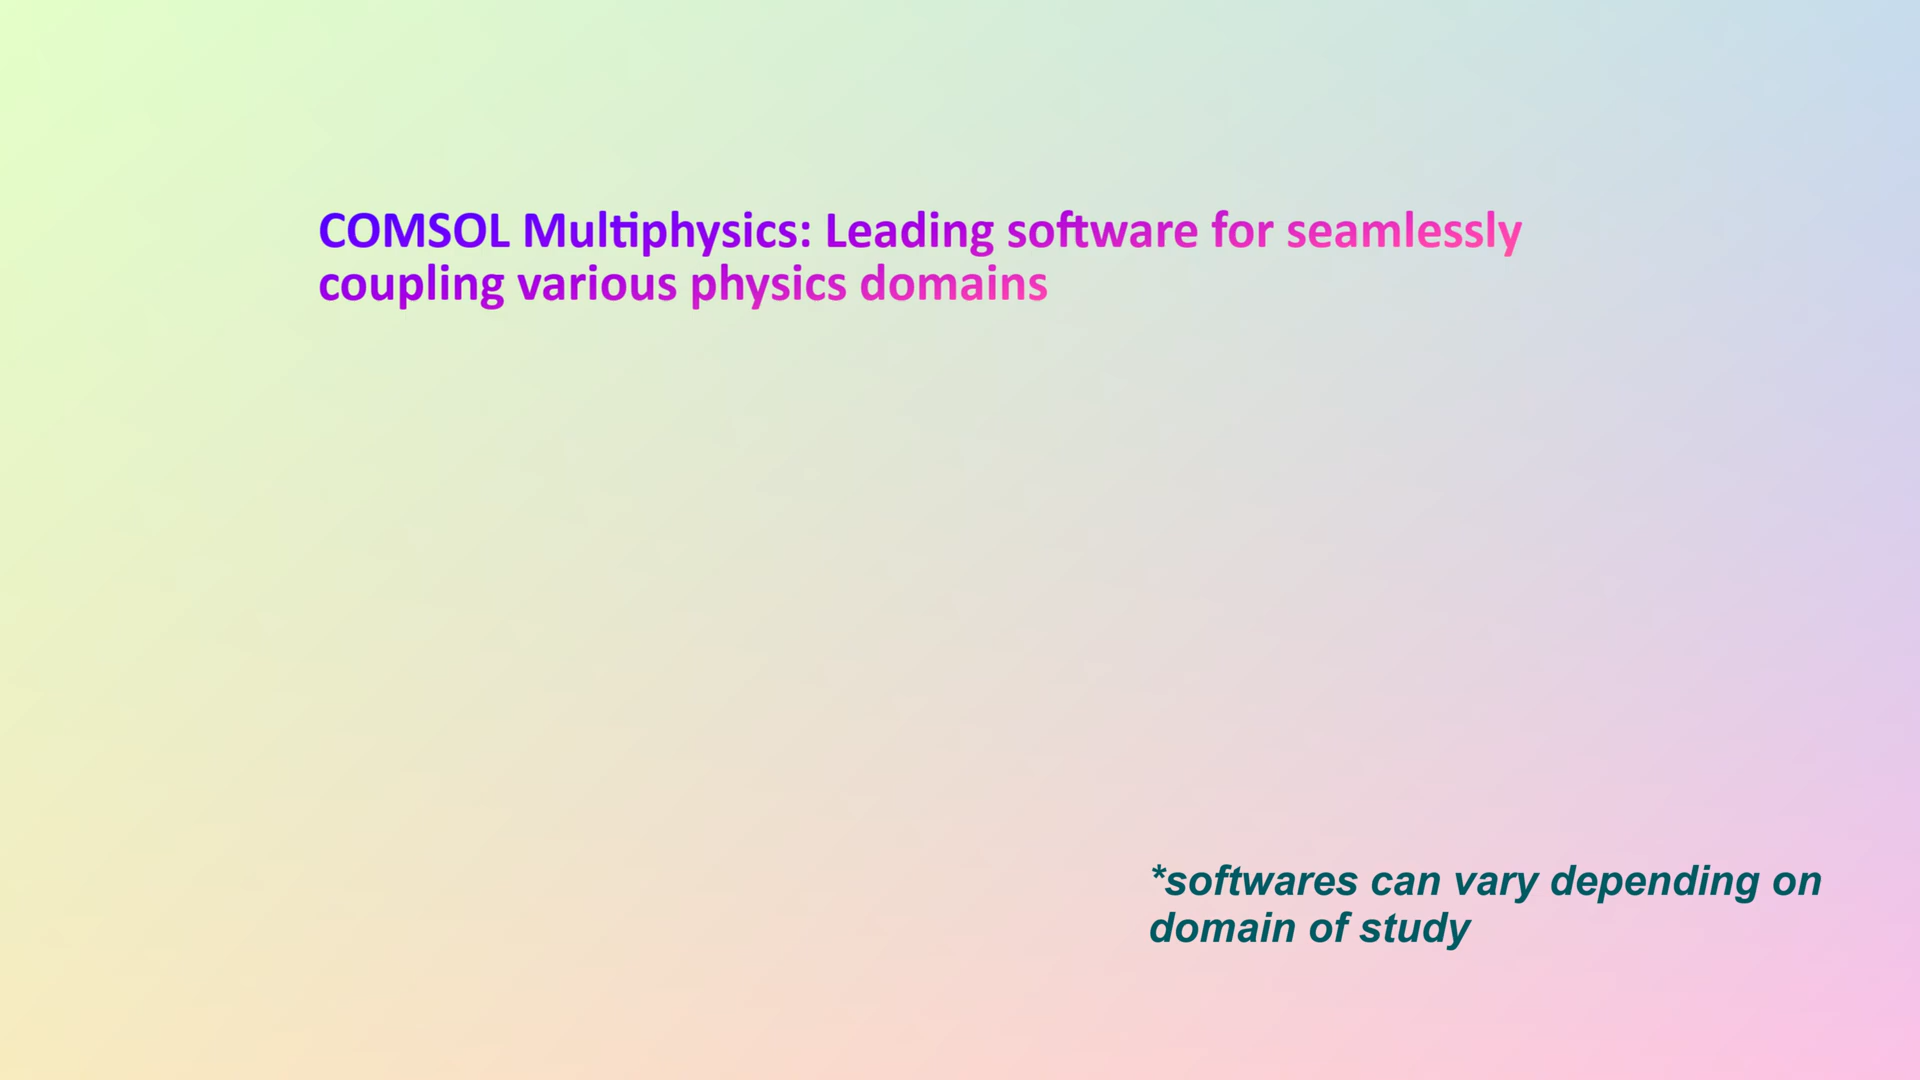 COMSOL Multiphysics: Leading software for seamlessly
coupling various physics domains
*softwares can vary depending on
domain of study